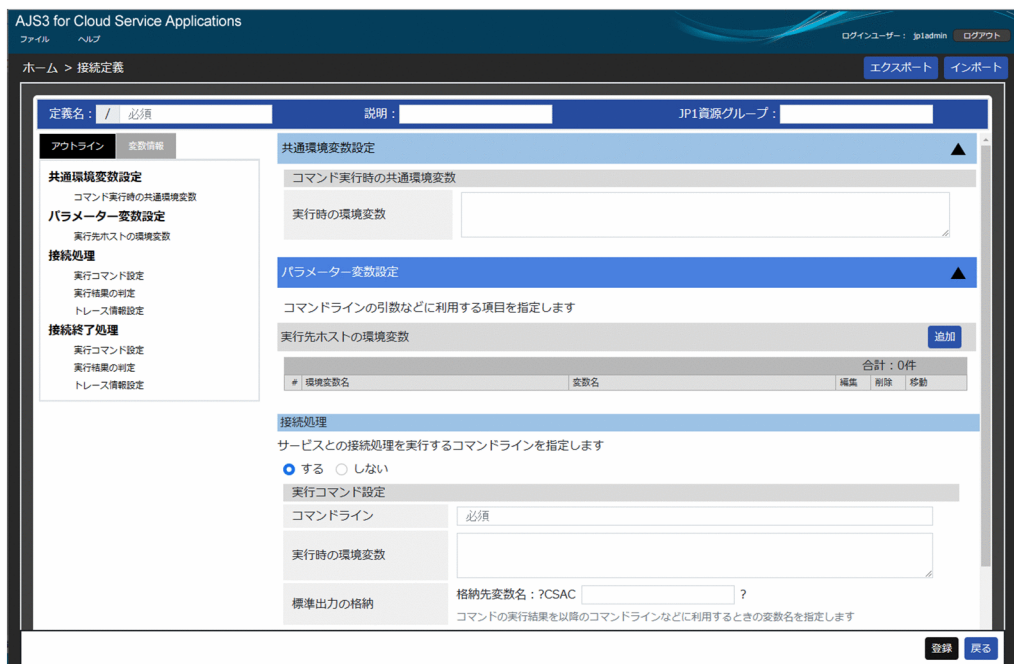 AJS3 for Cloud Service Applications
ファイル ヘルプ
ログインユーザー： jp1admin ログアウト
ホーム > 接続定義
エクスポート インポート
定義名： / 必須 説明： JP1資源グループ：
アウトライン 変数情報
共通環境変数設定
コマンド実行時の共通環境変数
パラメーター変数設定
実行先ホストの環境変数
接続処理
実行コマンド設定
実行結果の判定
トレース情報設定
接続終了処理
実行コマンド設定
実行結果の判定
トレース情報設定
共通環境変数設定 ▲
コマンド実行時の共通環境変数
実行時の環境変数
パラメーター変数設定 ▲
コマンドラインの引数などに利用する項目を指定します
実行先ホストの環境変数 追加
合計：0件
# 環境変数名 変数名 編集 削除 移動
接続処理
サービスとの接続処理を実行するコマンドラインを指定します
する しない
実行コマンド設定
コマンドライン 必須
実行時の環境変数
標準出力の格納 格納先変数名：?CSAC ?
コマンドの実行結果を以降のコマンドラインなどに利用するときの変数名を指定します
登録 戻る